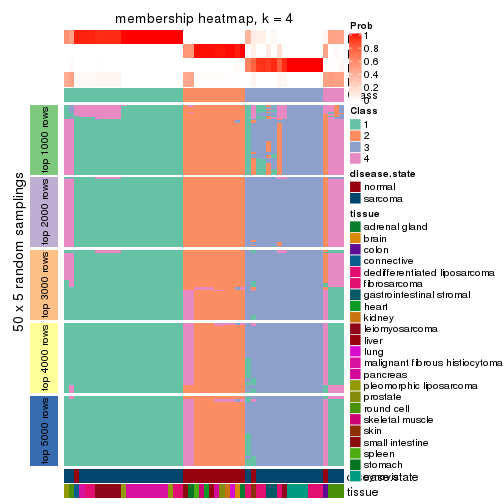 membership heatmap, k = 4
50 x 5 random samplings
top 1000 rows
top 2000 rows
top 3000 rows
top 4000 rows
top 5000 rows
Prob
1
0.8
0.6
0.4
0.2
0
Class
1
2
3
4
disease.state
normal
sarcoma
tissue
adrenal gland
brain
colon
connective
dedifferentiated liposarcoma
fibrosarcoma
gastrointestinal stromal
heart
kidney
leiomyosarcoma
liver
lung
malignant fibrous histiocytoma
pancreas
pleomorphic liposarcoma
prostate
round cell
skeletal muscle
skin
small intestine
spleen
stomach
tissue